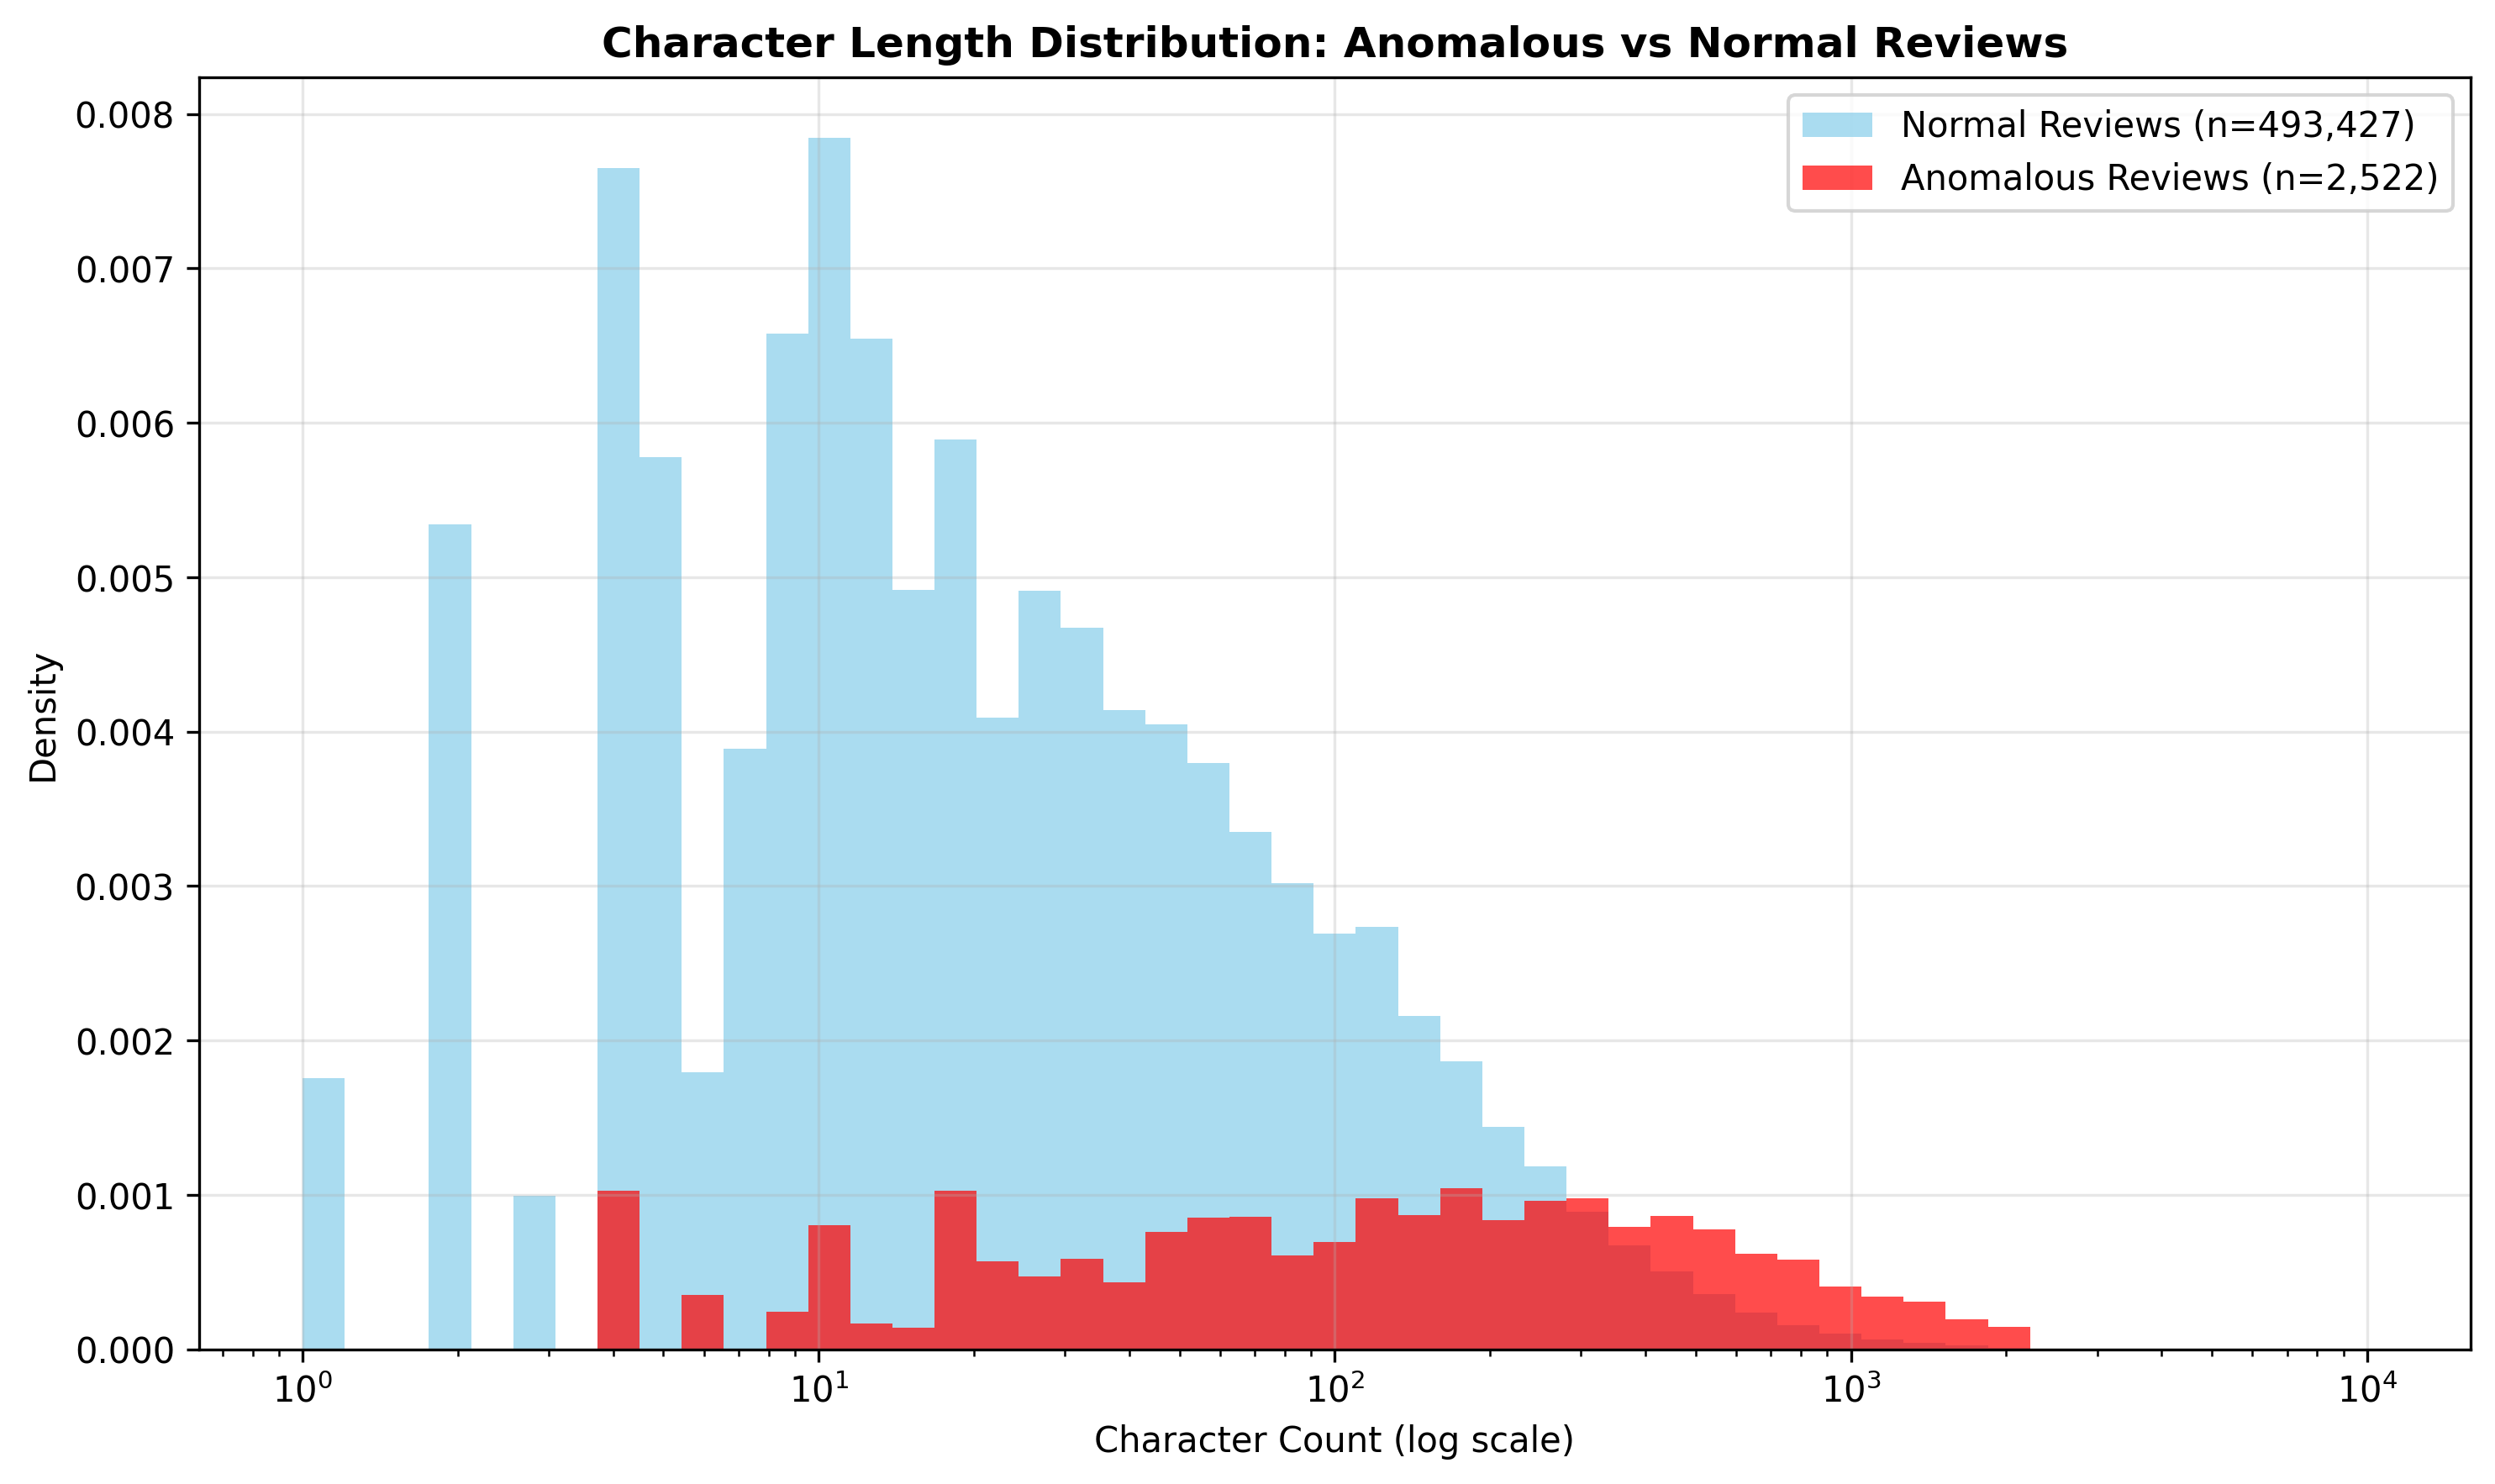 Character Length Distribution: Anomalous vs Normal Reviews
Normal Reviews (n=493,427)
Anomalous Reviews (n=2,522)
Density
0.008
0.007
0.006
0.005
0.004
0.003
0.002
0.001
0.000
10⁰ 10¹ 10² 10³ 10⁴
Character Count (log scale)